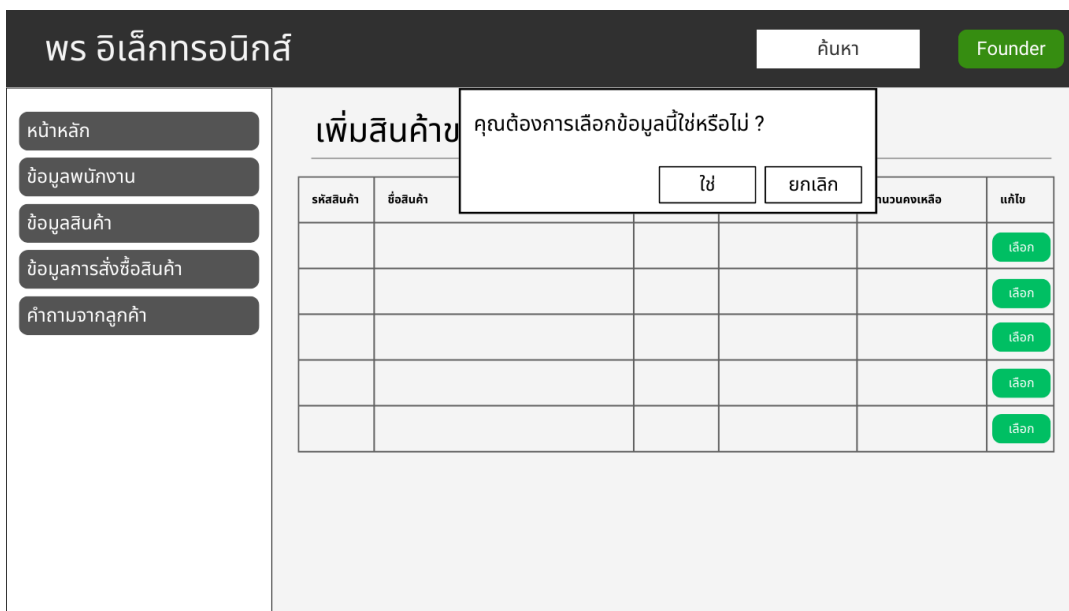 พร อิเล็กทรอนิกส์
ค้นหา
Founder
หน้าหลัก
ข้อมูลพนักงาน
ข้อมูลสินค้า
ข้อมูลการสั่งซื้อสินค้า
คำถามจากลูกค้า
เพิ่มสินค้า
คุณต้องการเลือกข้อมูลนี้ใช่หรือไม่ ?
ใช่ ยกเลิก
รหัสสินค้า ชื่อสินค้า แก้ไข
เลือก
เลือก
เลือก
เลือก
เลือก